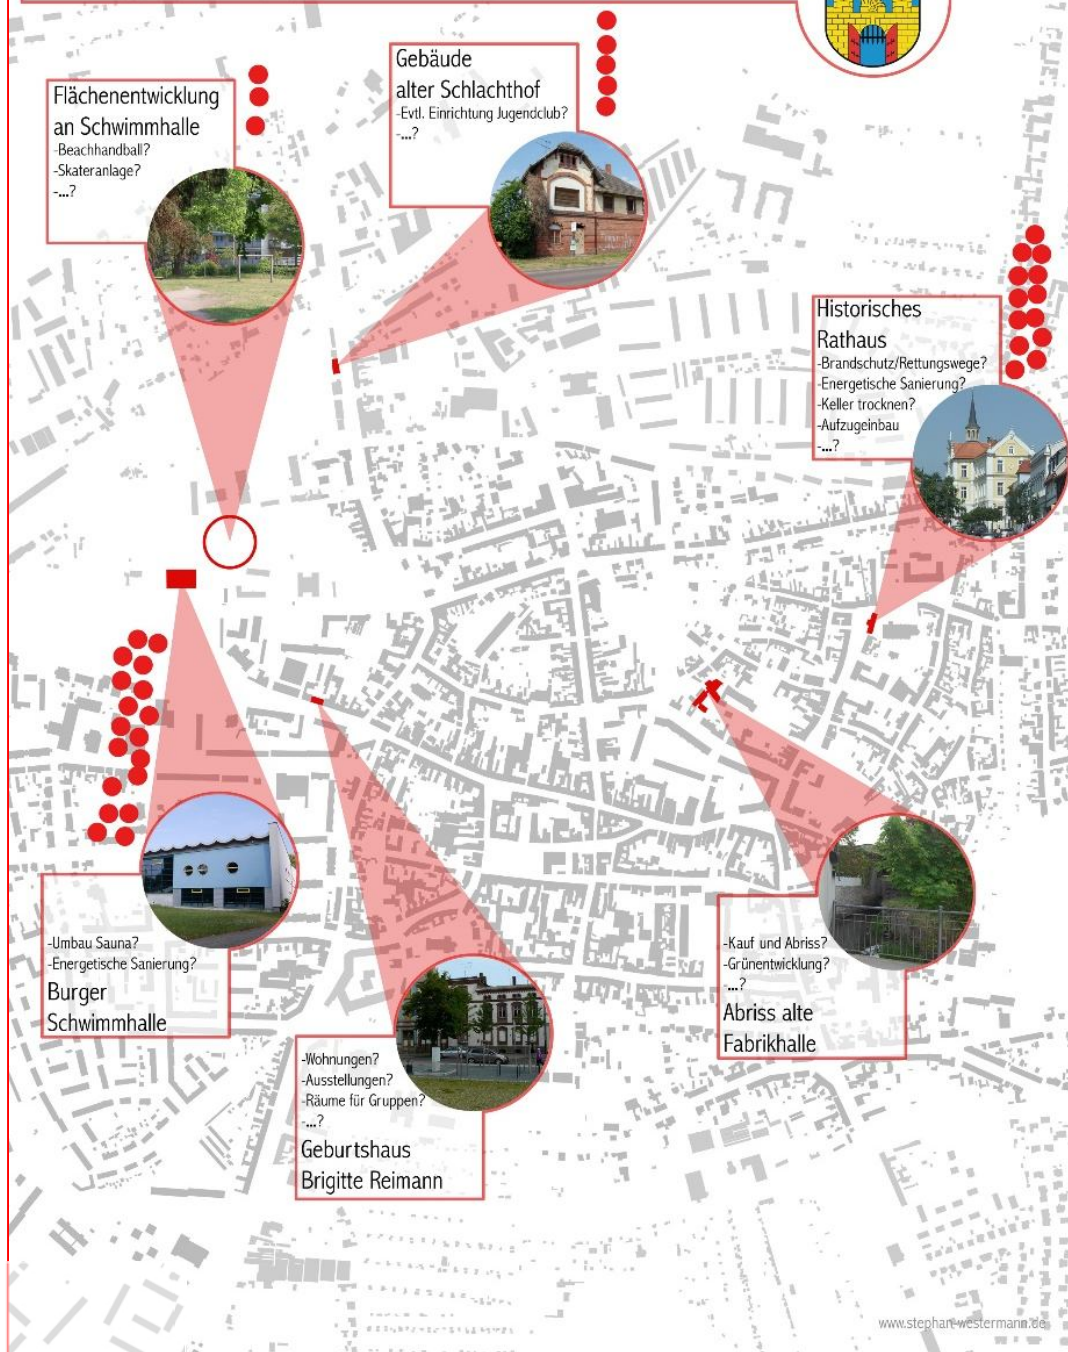 Gebäude
alter Schlachthof
-Evtl. Einrichtung Jugendclub?
-...?
Flächenentwicklung
an Schwimmhalle
-Beachhandball?
-Skateranlage?
-...?
Historisches
Rathaus
-Brandschutz/Rettungswege?
-Energetische Sanierung?
-Keller trocknen?
-Aufzugeinbau
-...?
-Umbau Sauna?
-Energetische Sanierung?
Burger
Schwimmhalle
-Kauf und Abriss?
-Grünentwicklung?
-...?
Abriss alte
Fabrikhalle
-Wohnungen?
-Ausstellungen?
-Räume für Gruppen?
-...?
Geburtshaus
Brigitte Reimann
www.stephan-westermann.de